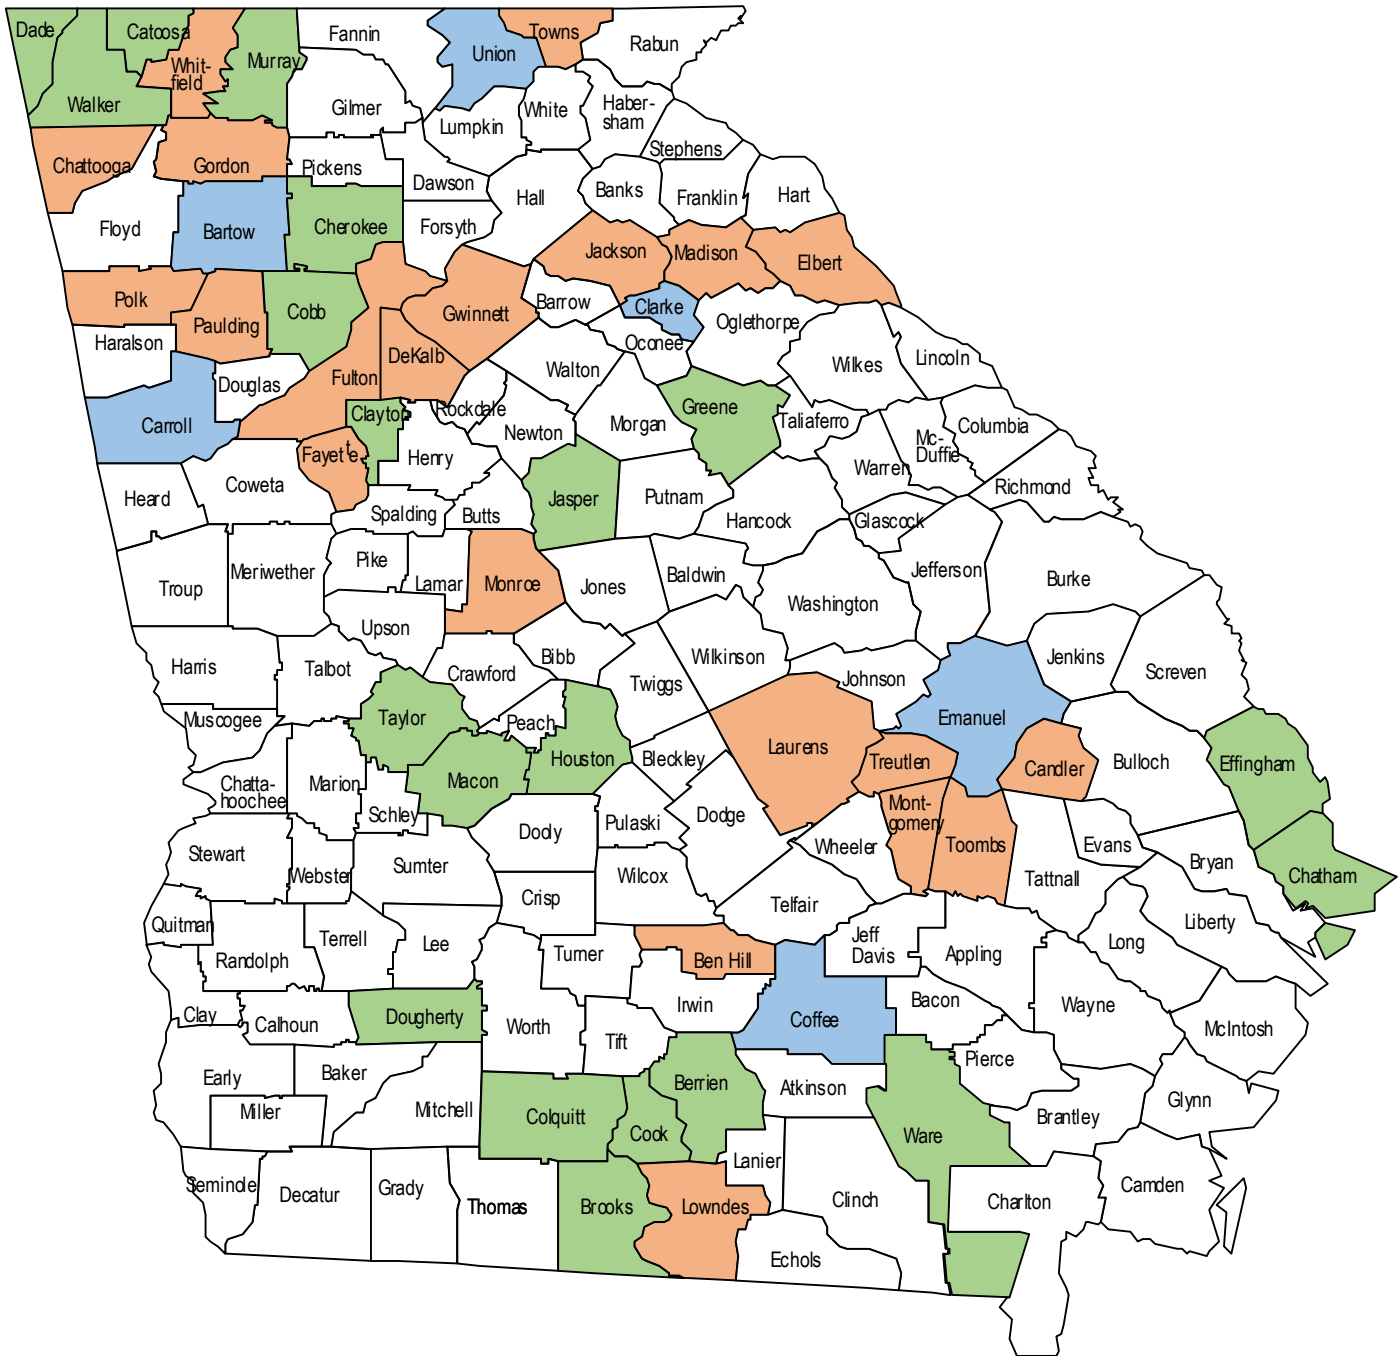 Dade
Catoosa
Fannin
Towns
Union
Rabun
Whit-
field
Murray
Walker
Gilmer
White
Haber-
sham
Lumpkin
Stephens
Chattooga
Gordon
Pickens
Dawson
Banks
Franklin
Hart
Hall
Floyd
Bartow
Cherokee
Forsyth
Jackson
Madison
Elbert
Polk
Paulding
Cobb
Gwinnett
Barrow
Clarke
Oglethorpe
Haralson
DeKalb
Oconee
Wilkes
Lincoln
Douglas
Fulton
Walton
Carroll
Clayton
Rockdale
Morgan
Greene
Taliaferro
Columbia
Mc-
Duffie
Newton
Fayette
Henry
Warren
Heard
Coweta
Jasper
Putnam
Richmond
Spalding
Butts
Hancock
Glascock
Troup
Meriwether
Pike
Lamar
Monroe
Jones
Baldwin
Jefferson
Burke
Washington
Upson
Harris
Talbot
Crawford
Bibb
Wilkinson
Jenkins
Screven
Twiggs
Johnson
Muscogee
Taylor
Peach
Emanuel
Laurens
Houston
Bleckley
Treutlen
Candler
Bulloch
Effingham
Chatta-
hoochee
Marion
Macon
Schley
Dooly
Pulaski
Dodge
Mont-
gomery
Toombs
Evans
Stewart
Webster
Sumter
Wheeler
Bryan
Crisp
Wilcox
Tattnall
Chatham
Telfair
Quitman
Terrell
Lee
Turner
Ben Hill
Jeff
Davis
Appling
Long
Liberty
Randolph
Irwin
Bacon
Wayne
Clay
Calhoun
Dougherty
Worth
Tift
Coffee
McIntosh
Pierce
Early
Baker
Berrien
Atkinson
Miller
Mitchell
Colquitt
Cook
Ware
Brantley
Glynn
Seminole
Decatur
Grady
Thomas
Brooks
Lowndes
Lanier
Clinch
Charlton
Camden
Echols